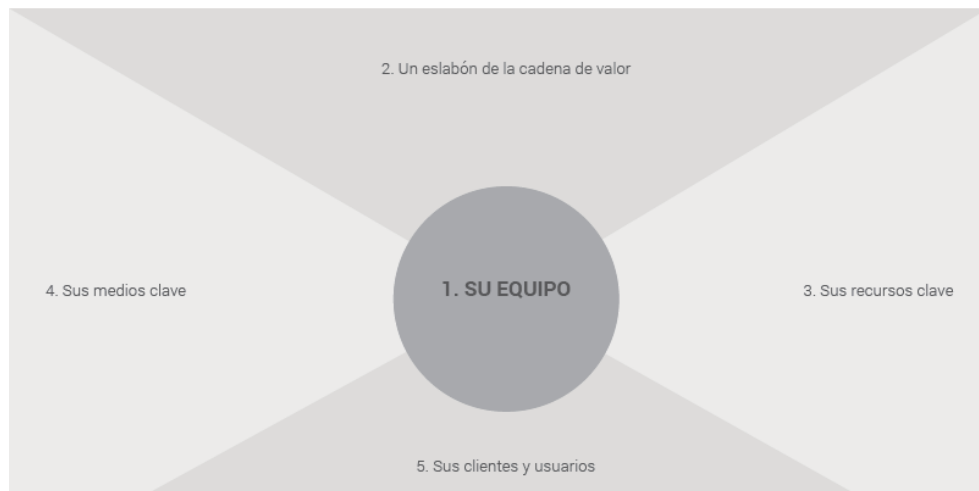 2. Un eslabón de la cadena de valor
1. SU EQUIPO
4. Sus medios clave
3. Sus recursos clave
5. Sus clientes y usuarios